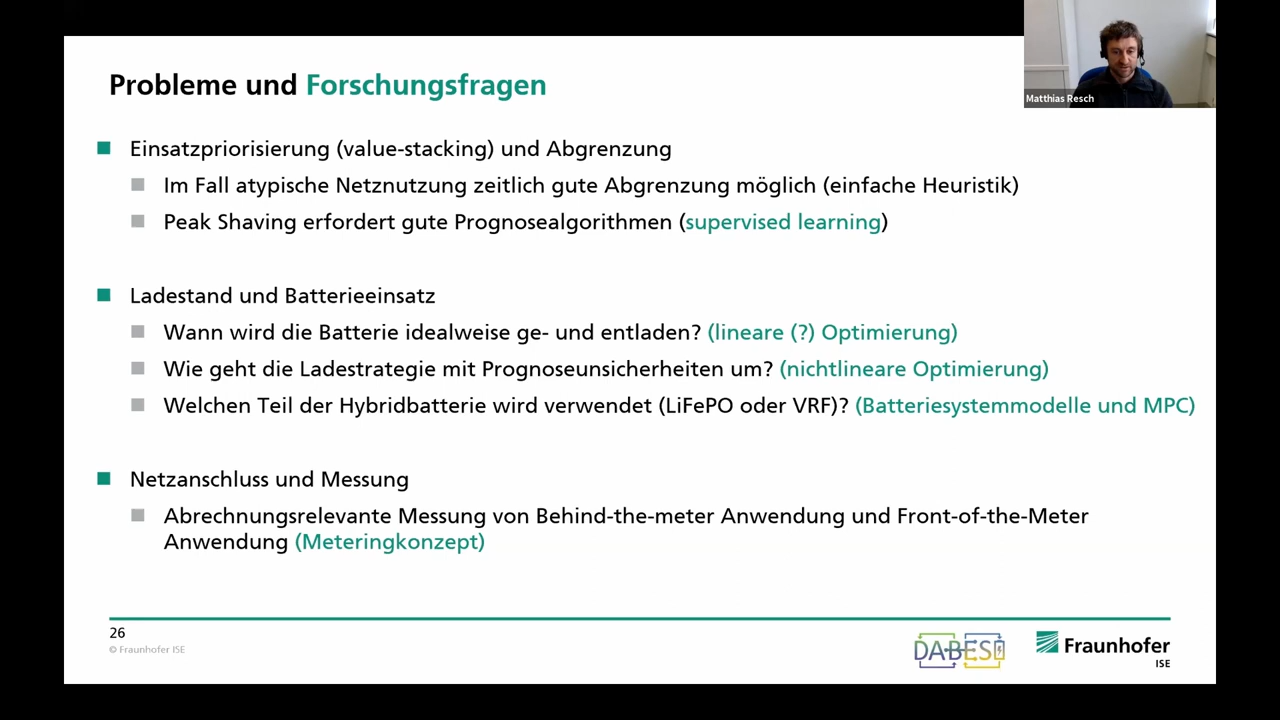 Matthias Resch
Probleme und Forschungsfragen
Einsatzpriorisierung (value-stacking) und Abgrenzung
Im Fall atypische Netznutzung zeitlich gute Abgrenzung möglich (einfache Heuristik)
Peak Shaving erfordert gute Prognosealgorithmen (supervised learning)
Ladestand und Batterieeinsatz
Wann wird die Batterie idealweise ge- und entladen? (lineare (?) Optimierung)
Wie geht die Ladestrategie mit Prognoseunsicherheiten um? (nichtlineare Optimierung)
Welchen Teil der Hybridbatterie wird verwendet (LiFePO oder VRF)? (Batteriesystemmodelle und MPC)
Netzanschluss und Messung
Abrechnungsrelevante Messung von Behind-the-meter Anwendung und Front-of-the-Meter
Anwendung (Meteringkonzept)
26
© Fraunhofer ISE
DABESI
Fraunhofer
ISE